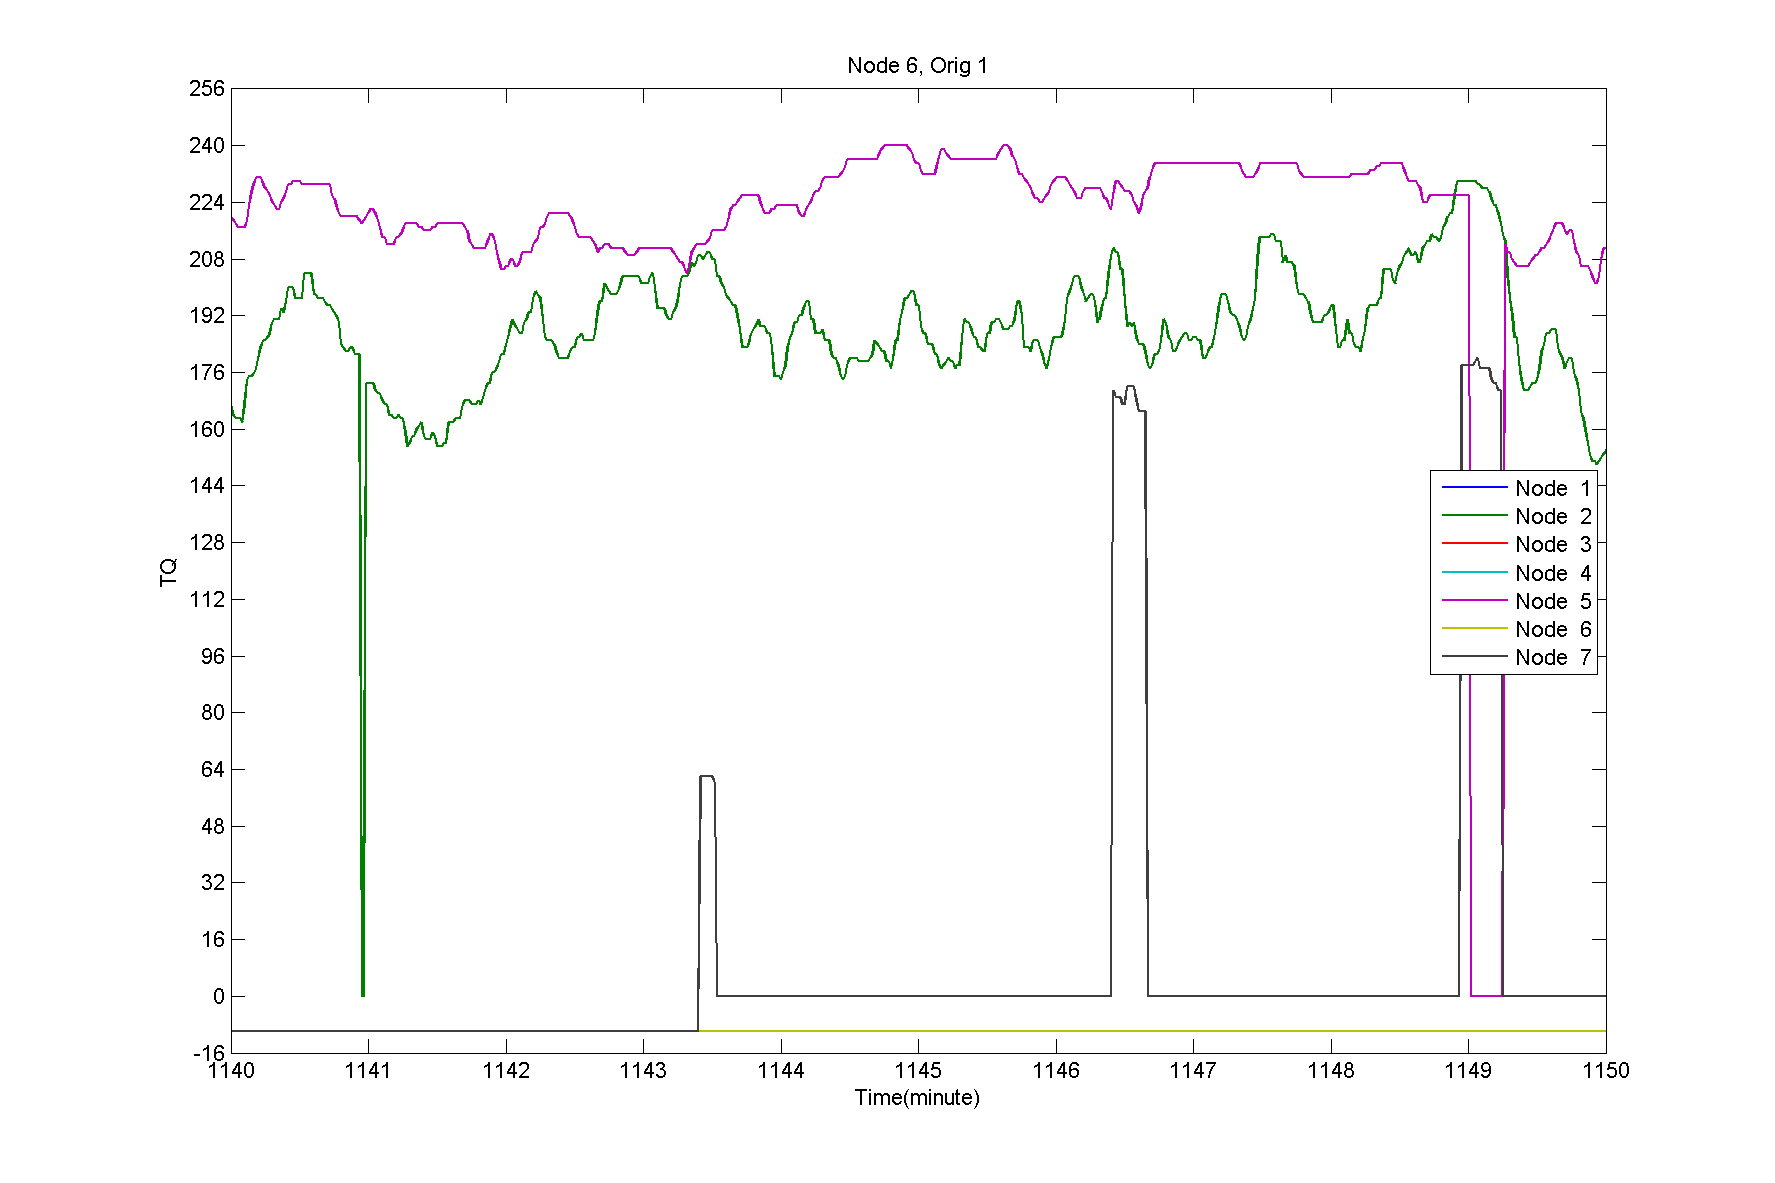 Node 6, Orig 1
256
240
224
208
192
176
160
144
128
112
96
80
64
48
32
16
0
-16
TQ
Node 1
Node 2
Node 3
Node 4
Node 5
Node 6
Node 7
1140 1141 1142 1143 1144 1145 1146 1147 1148 1149 1150
Time(minute)